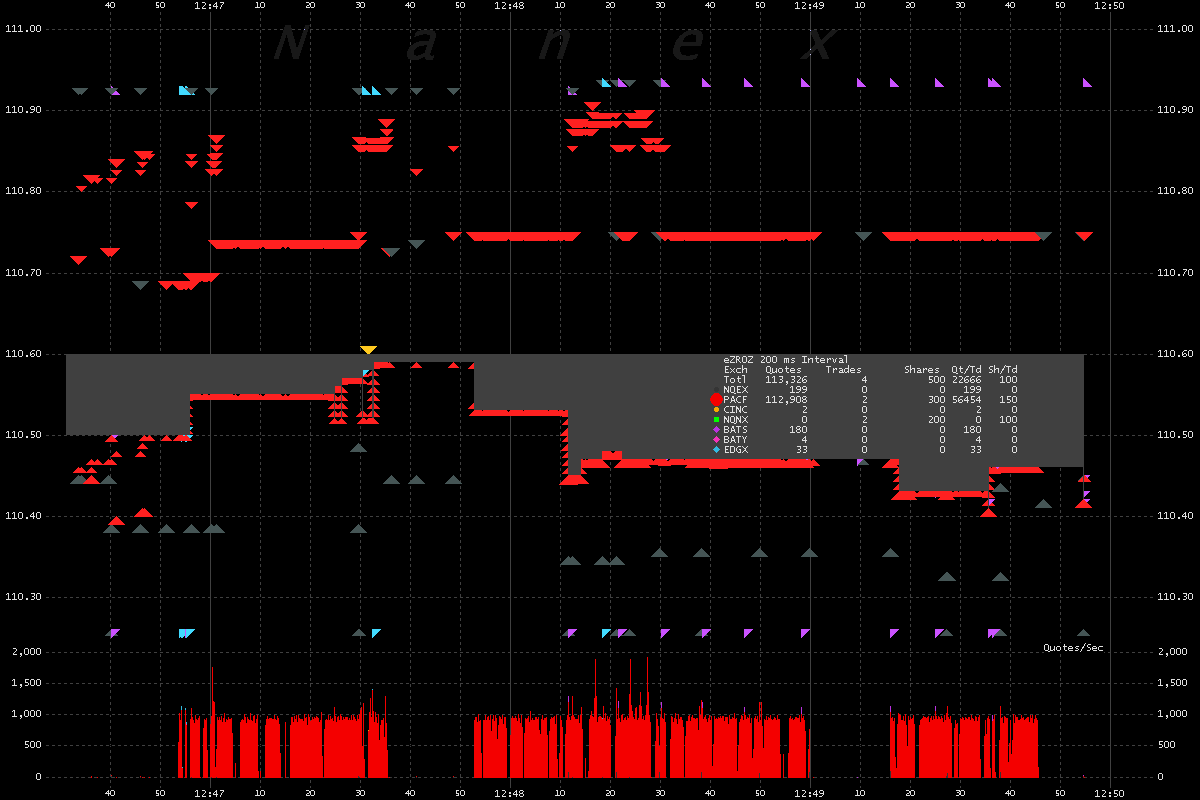 40 50 12:47 10 20 30 40 50 12:48 10 20 30 40 50 12:49 10 20 30 40 50 12:50
111.00 111.00
N a n e x
110.90 110.90
110.80 110.80
110.70 110.70
110.60 110.60
eZROZ 200 ms Interval
Exch Quotes Trades Shares Qt/Td Sh/Td
Totl 113,326 4 500 22666 100
NQEX 199 0 0 199 0
PACF 112,908 2 300 56454 150
CINC 2 0 0 2 0
NQNX 0 2 200 0 100
BATS 180 0 0 180 0
BATY 4 0 0 4 0
EDGX 33 0 0 33 0
110.50 110.50
110.40 110.40
110.30 110.30
Quotes/Sec
2,000 2,000
1,500 1,500
1,000 1,000
500 500
0 0
40 50 12:47 10 20 30 40 50 12:48 10 20 30 40 50 12:49 10 20 30 40 50 12:50